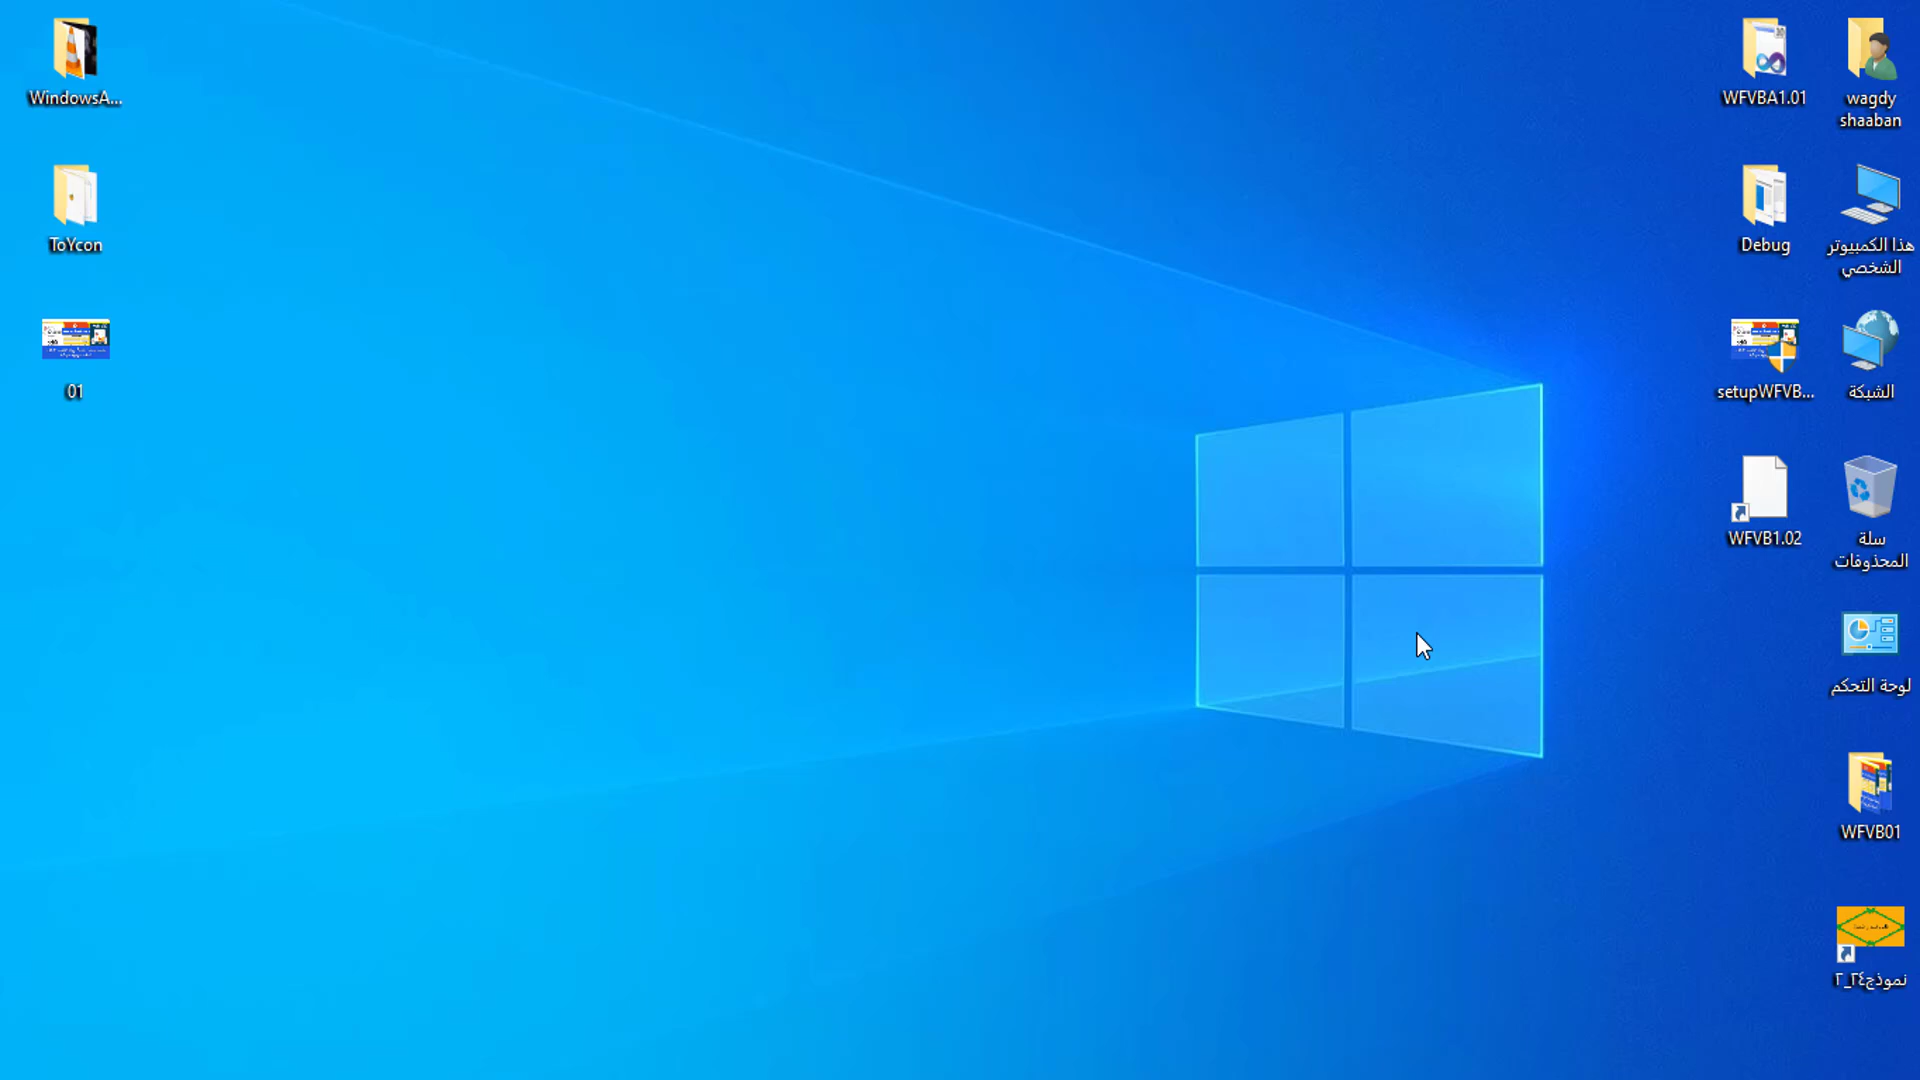 WindowsA...
ToYcon
01
WFVBA1.01
Debug
setupWFVB...
WFVB1.02
wagdy
shaaban
هذا الكمبيوتر
الشخصي
الشبكة
سلة
المحذوفات
لوحة التحكم
WFVB01
نموذج٢٤_٢